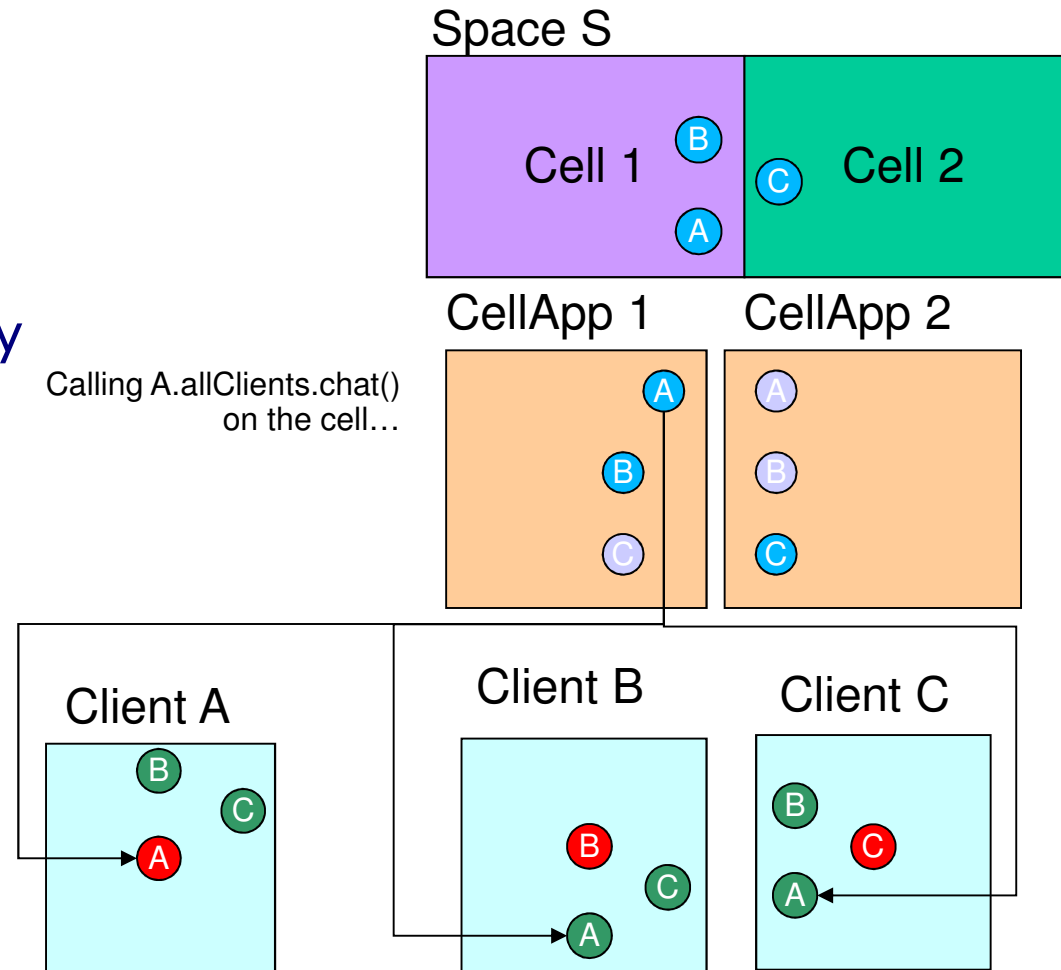 Space S
Cell 1
B
C
Cell 2
A
CellApp 1
CellApp 2
y
Calling A.allClients.chat()
on the cell…
A
A
B
B
C
C
Client A
Client B
Client C
B
C
A
B
C
A
B
C
A